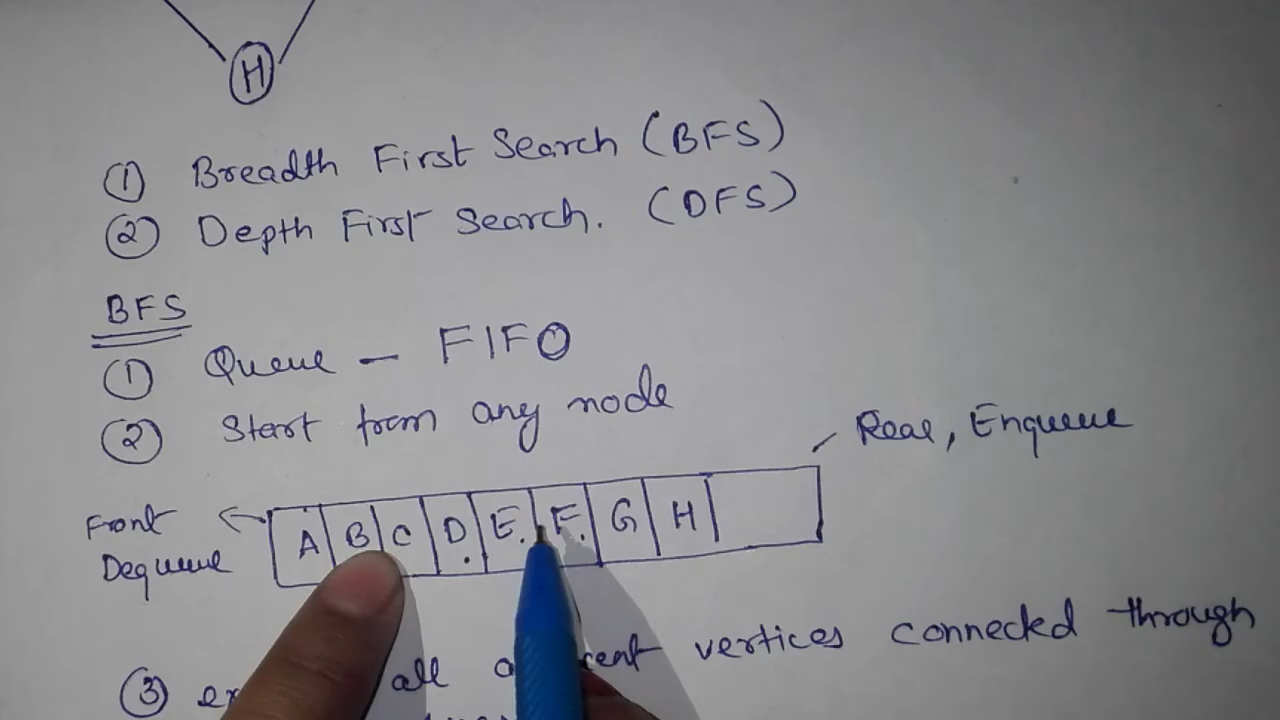 H
① Breadth First Search (BFS)
② Depth First Search. (DFS)
BFS
① Queue – FIFO
② Start from any node
Rear, Enqueue
Front
Dequeue
A B C D. E. F. G H
③ all vertices connected through